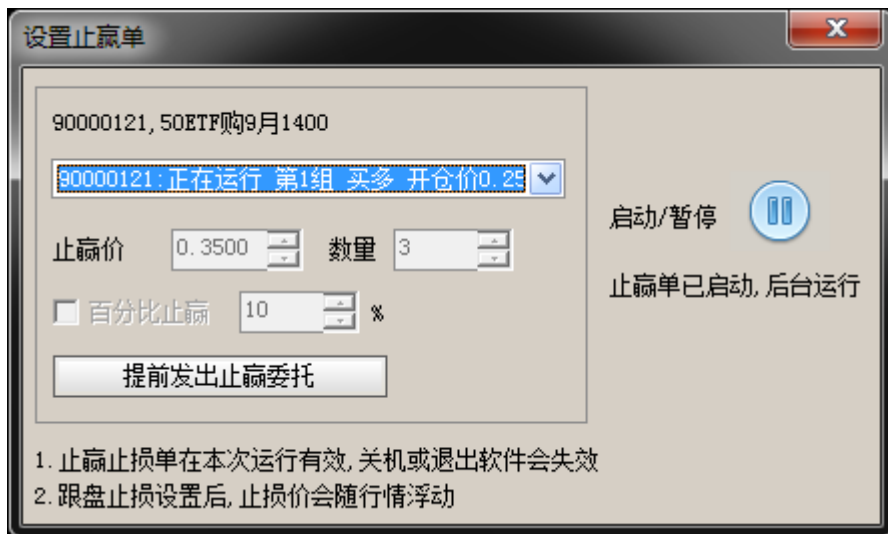 设置止赢单
90000121,50ETF购9月1400
90000121:正在运行 第1组 买多 开仓价0.25
止赢价 0.3500 数量 3
百分比止赢 10 %
提前发出止赢委托
启动/暂停
止赢单已启动,后台运行
1.止赢止损单在本次运行有效,关机或退出软件会失效
2.跟盘止损设置后,止损价会随行情浮动